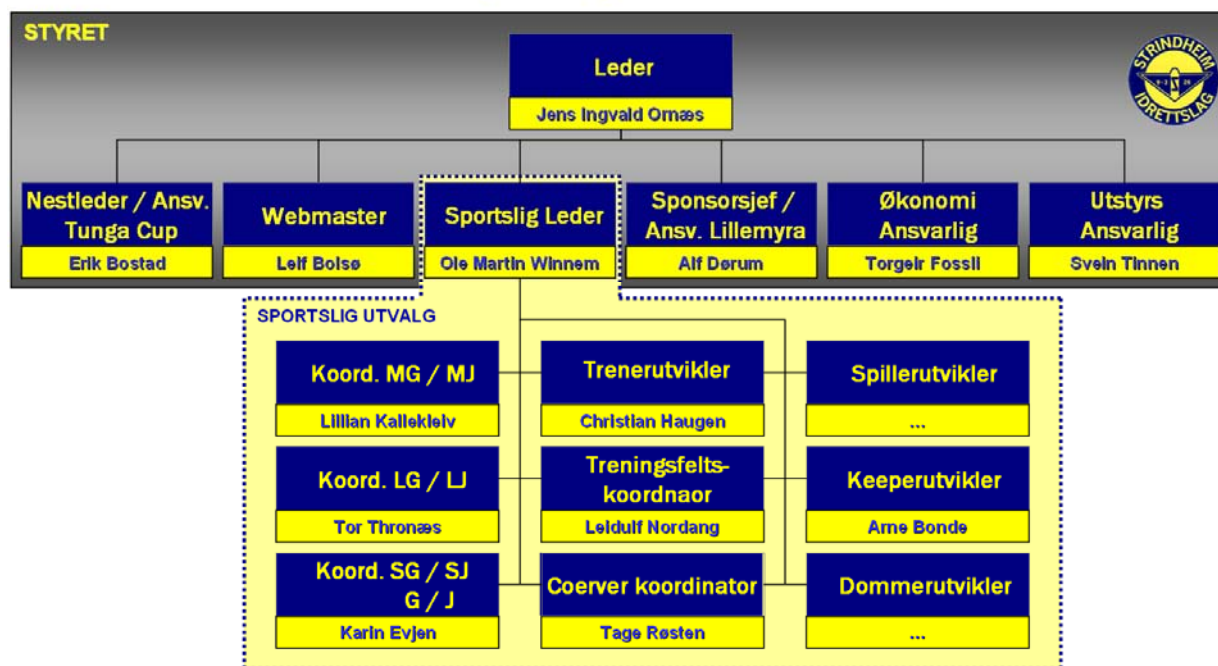 STYRET
Leder
Jens Ingvald Ornæs
STRINDHEIM
IDRETTSLAG
Nestleder / Ansv.
Tunga Cup
Erik Bostad
Webmaster
Leif Bolsø
Sportslig Leder
Ole Martin Winnem
Sponsorsjef /
Ansv. Lillemyra
Alf Dørum
Økonomi
Ansvarlig
Torgeir Fossli
Utstyrs
Ansvarlig
Svein Tinnen
SPORTSLIG UTVALG
Koord. MG / MJ
Lillian Kallekleiv
Trenerutvikler
Christian Haugen
Spillerutvikler
...
Koord. LG / LJ
Tor Thronæs
Treningsfelts-
koordnaor
Leidulf Nordang
Keeperutvikler
Arne Bonde
Koord. SG / SJ
G / J
Karin Evjen
Coerver koordinator
Tage Røsten
Dommerutvikler
...